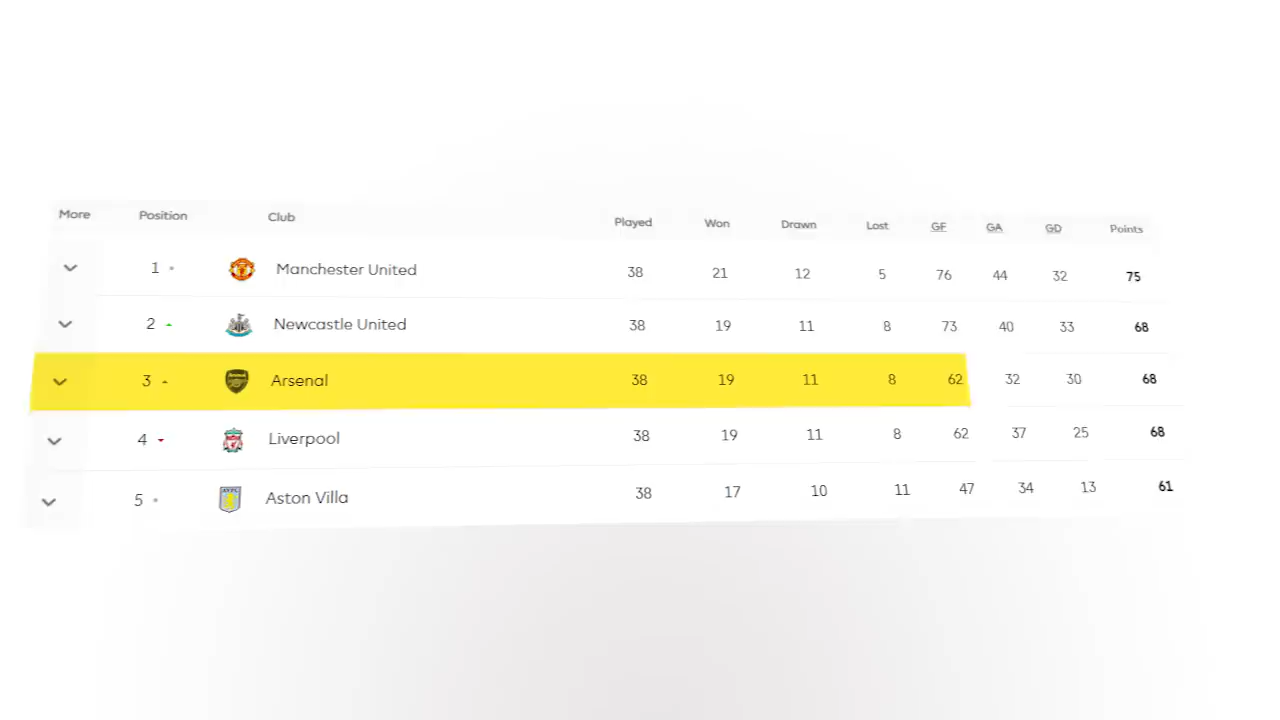 More Position Club Played Won Drawn Lost GF GA GD Points
1 Manchester United 38 21 12 5 76 44 32 75
2 Newcastle United 38 19 11 8 73 40 33 68
3 Arsenal 38 19 11 8 62 32 30 68
4 Liverpool 38 19 11 8 62 37 25 68
5 Aston Villa 38 17 10 11 47 34 13 61